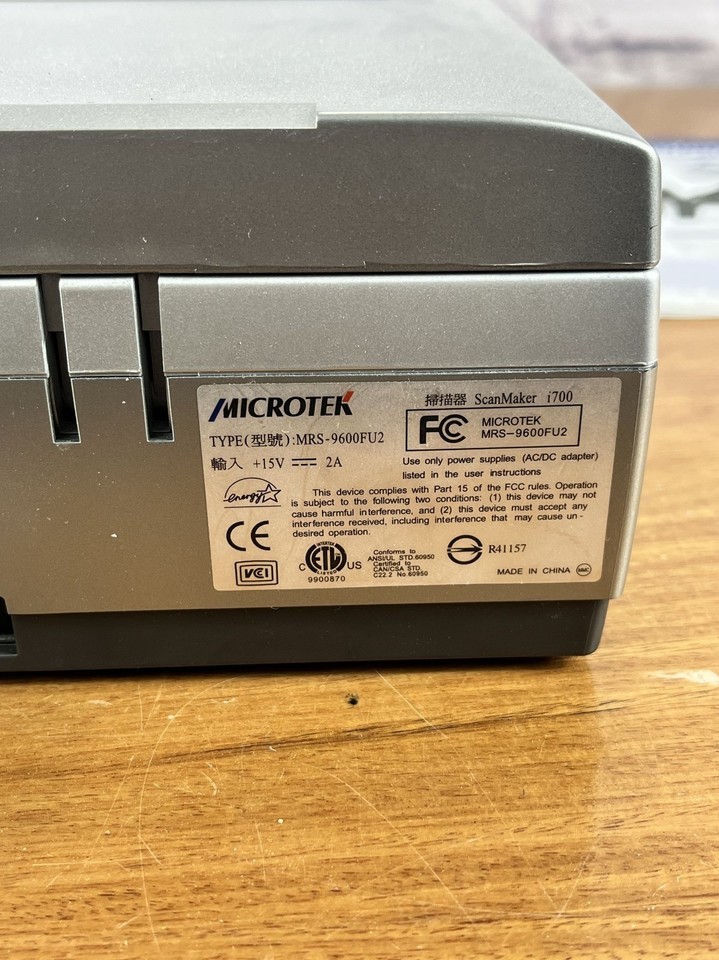 MICROTEK
掃描器 ScanMaker i700
TYPE(型號):MRS-9600FU2
FC MICROTEK
MRS-9600FU2
輸入 +15V 2A
Use only power supplies (AC/DC adapter)
listed in the user instructions
energy
This device complies with Part 15 of the FCC rules. Operation
is subject to the following two conditions: (1) this device may not
cause harmful interference, and (2) this device must accept any
interference received, including interference that may cause un-
desired operation.
CE
VCI
C ETL US
INTERTEK
LISTED
9900870
Conforms to
ANSI/UL STD.60950
Certified to
CAN/CSA STD.
C22.2 No.60950
R41157
MADE IN CHINA MMC